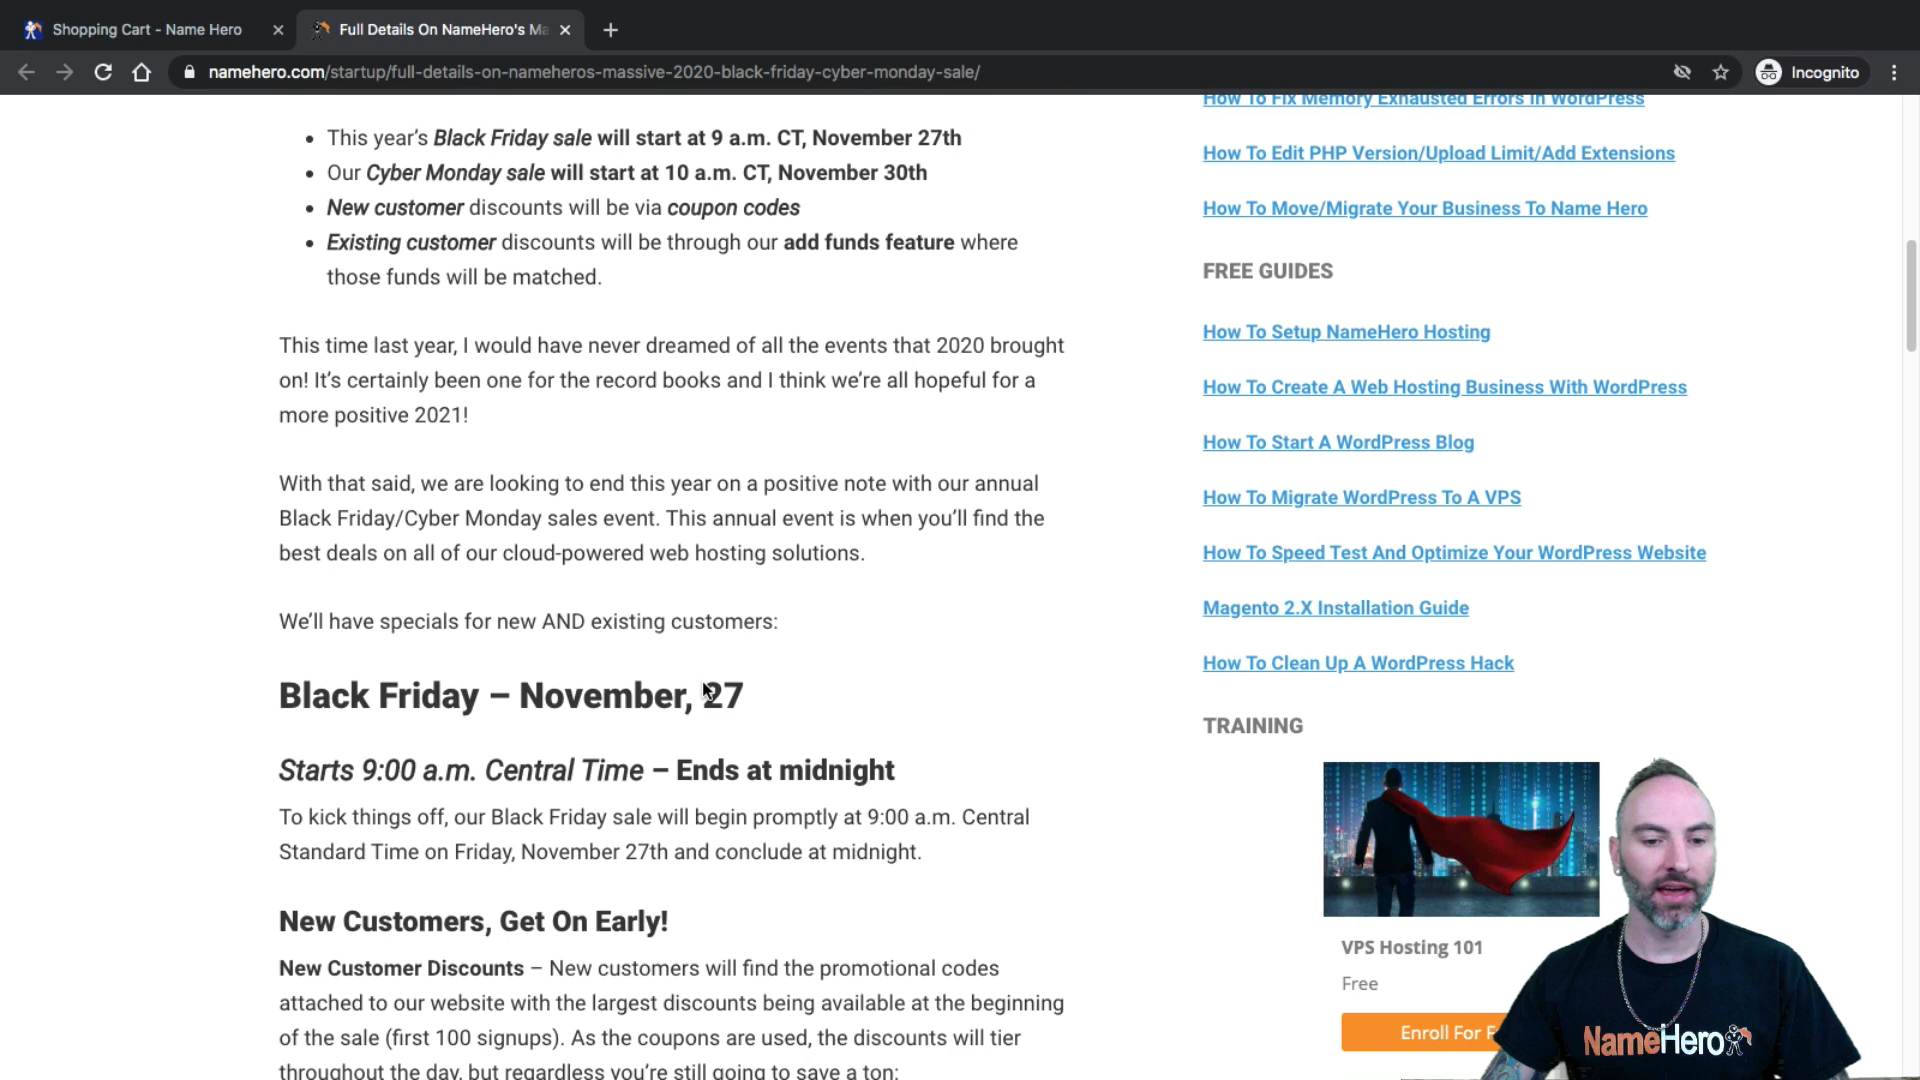 Shopping Cart - Name Hero
Full Details On NameHero's Ma
namehero.com/startup/full-details-on-nameheros-massive-2020-black-friday-cyber-monday-sale/
Incognito
This year's Black Friday sale will start at 9 a.m. CT, November 27th
Our Cyber Monday sale will start at 10 a.m. CT, November 30th
New customer discounts will be via coupon codes
Existing customer discounts will be through our add funds feature where
those funds will be matched.
This time last year, I would have never dreamed of all the events that 2020 brought
on! It's certainly been one for the record books and I think we're all hopeful for a
more positive 2021!
With that said, we are looking to end this year on a positive note with our annual
Black Friday/Cyber Monday sales event. This annual event is when you'll find the
best deals on all of our cloud-powered web hosting solutions.
We'll have specials for new AND existing customers:
Black Friday – November, 27
Starts 9:00 a.m. Central Time – Ends at midnight
To kick things off, our Black Friday sale will begin promptly at 9:00 a.m. Central
Standard Time on Friday, November 27th and conclude at midnight.
New Customers, Get On Early!
New Customer Discounts – New customers will find the promotional codes
attached to our website with the largest discounts being available at the beginning
of the sale (first 100 signups). As the coupons are used, the discounts will tier
throughout the day, but regardless you're still going to save a ton:
How To Fix Memory Exhausted Errors In WordPress
How To Edit PHP Version/Upload Limit/Add Extensions
How To Move/Migrate Your Business To Name Hero
FREE GUIDES
How To Setup NameHero Hosting
How To Create A Web Hosting Business With WordPress
How To Start A WordPress Blog
How To Migrate WordPress To A VPS
How To Speed Test And Optimize Your WordPress Website
Magento 2.X Installation Guide
How To Clean Up A WordPress Hack
TRAINING
VPS Hosting 101
Free
Enroll For F
NameHero